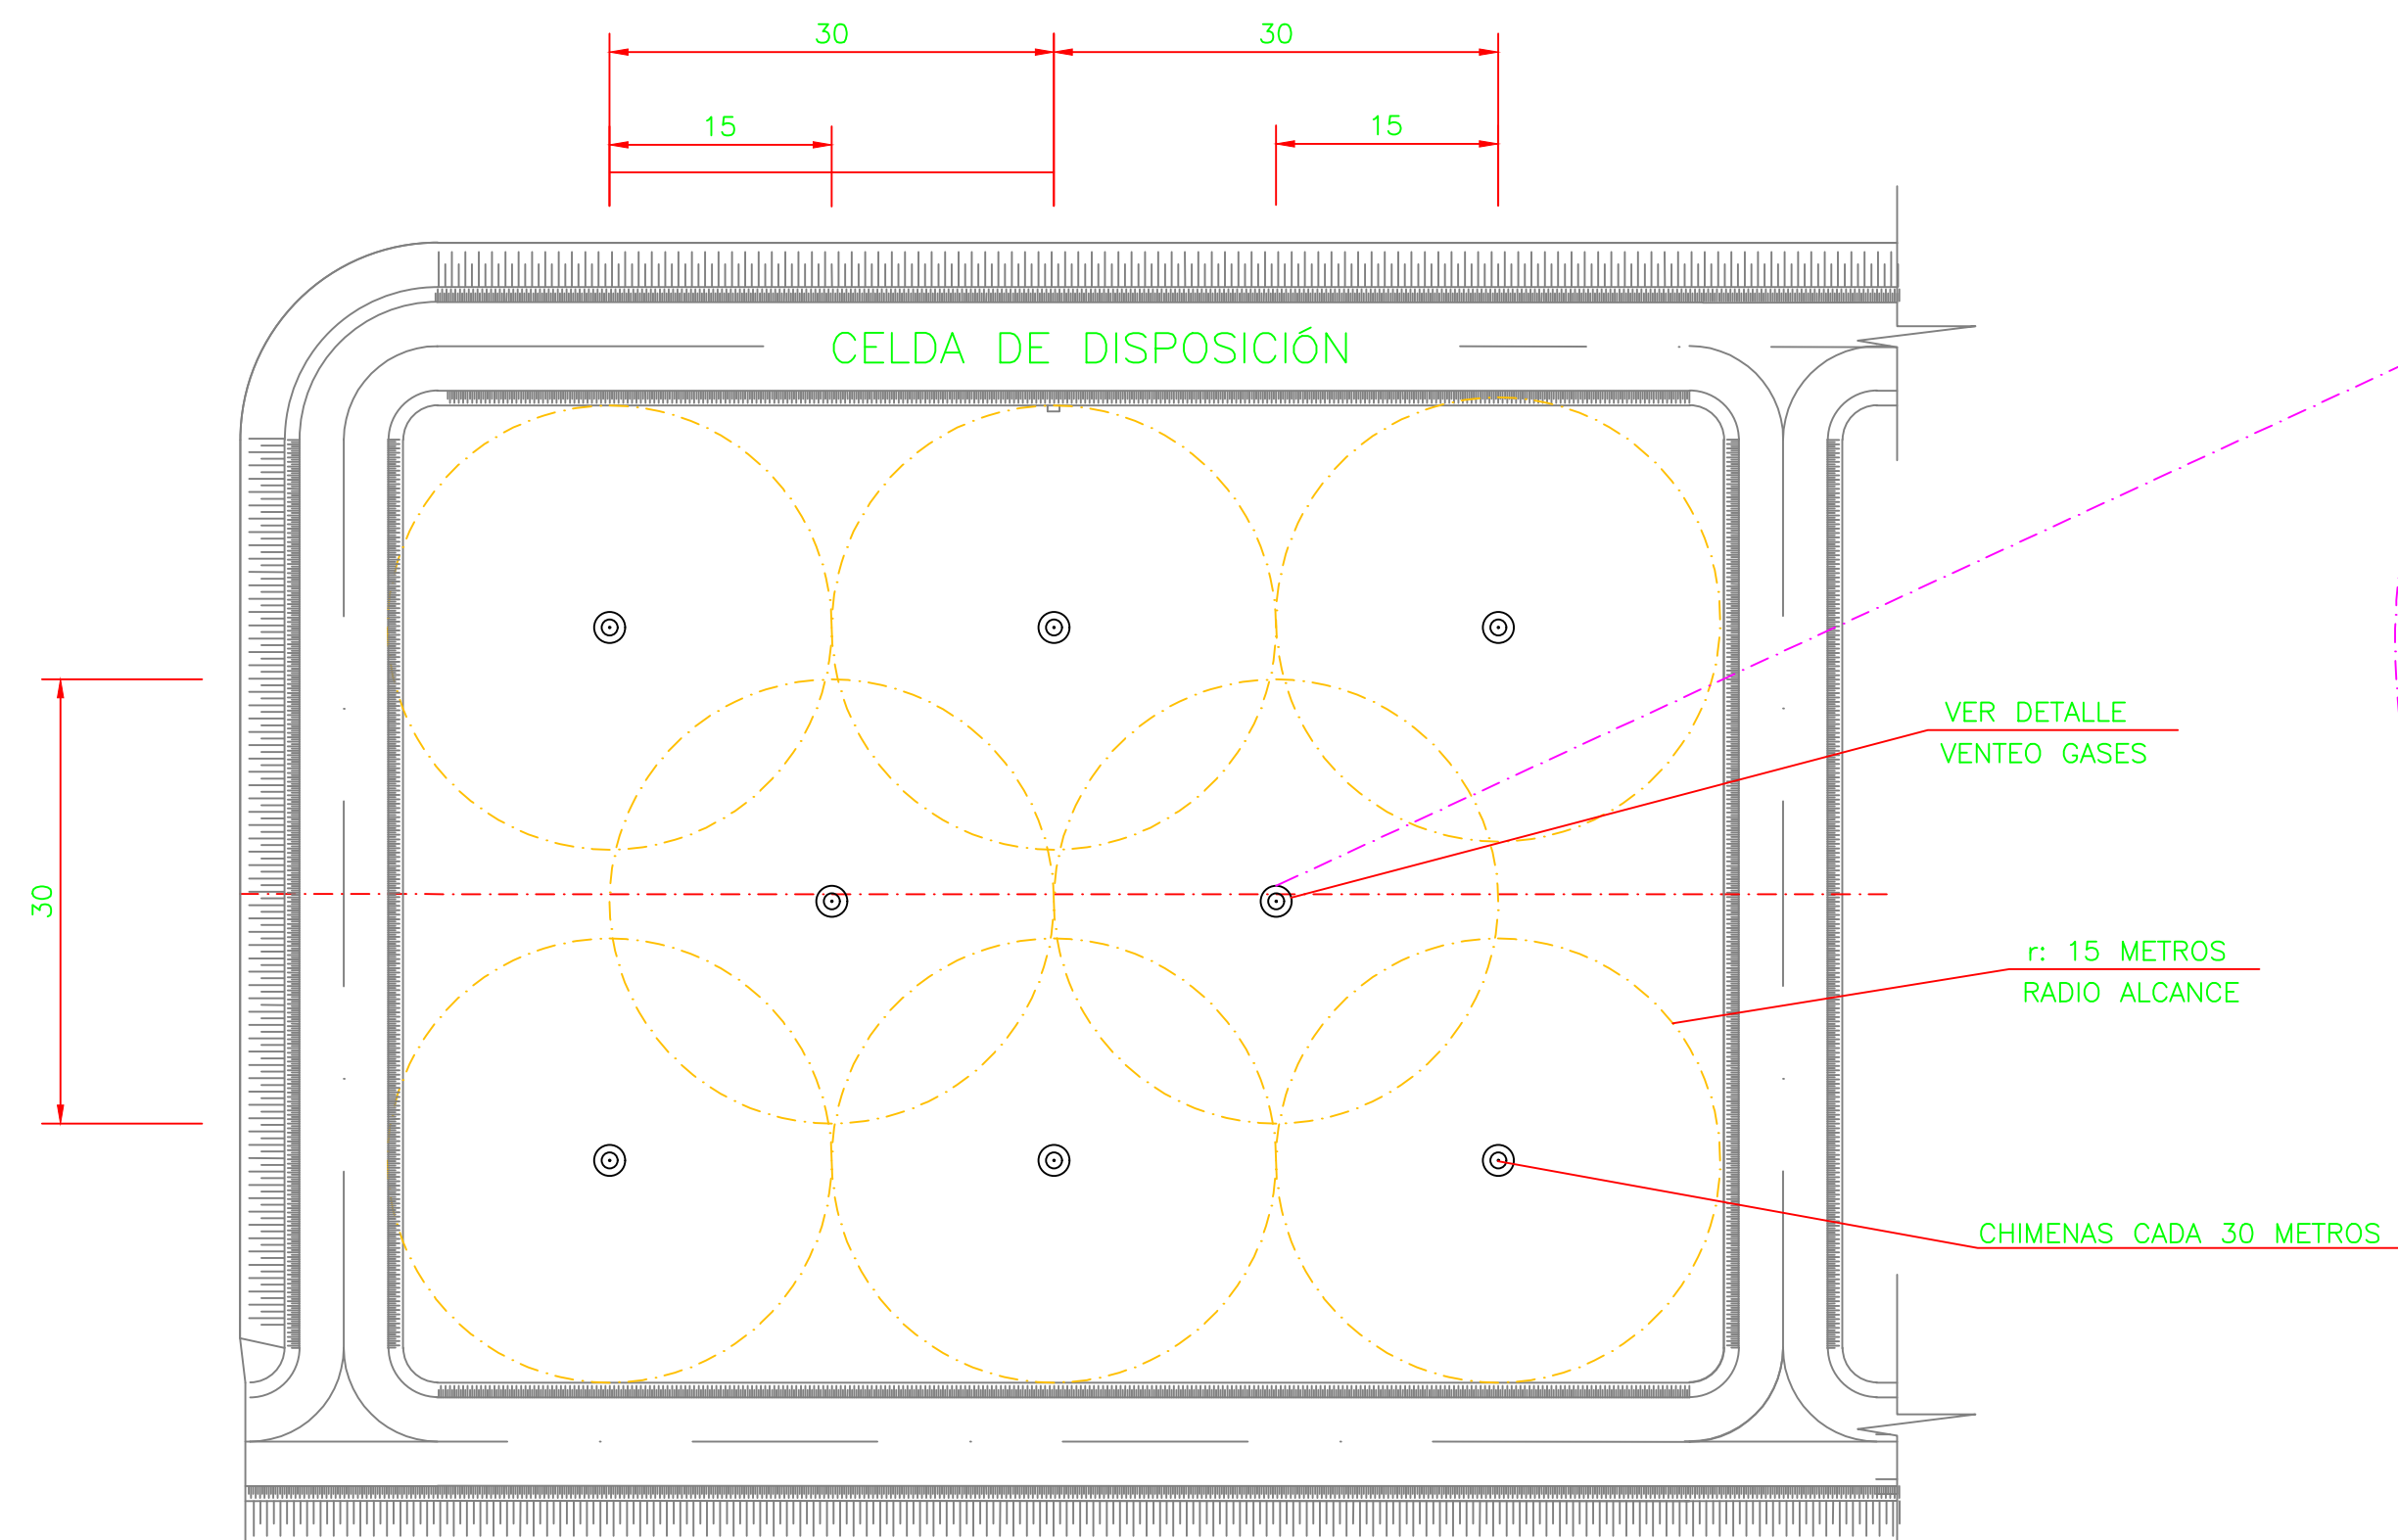 30
30
15
15
CELDA DE DISPOSICIÓN
VER DETALLE
VENTEO GASES
30
r: 15 METROS
RADIO ALCANCE
CHIMENAS CADA 30 METROS